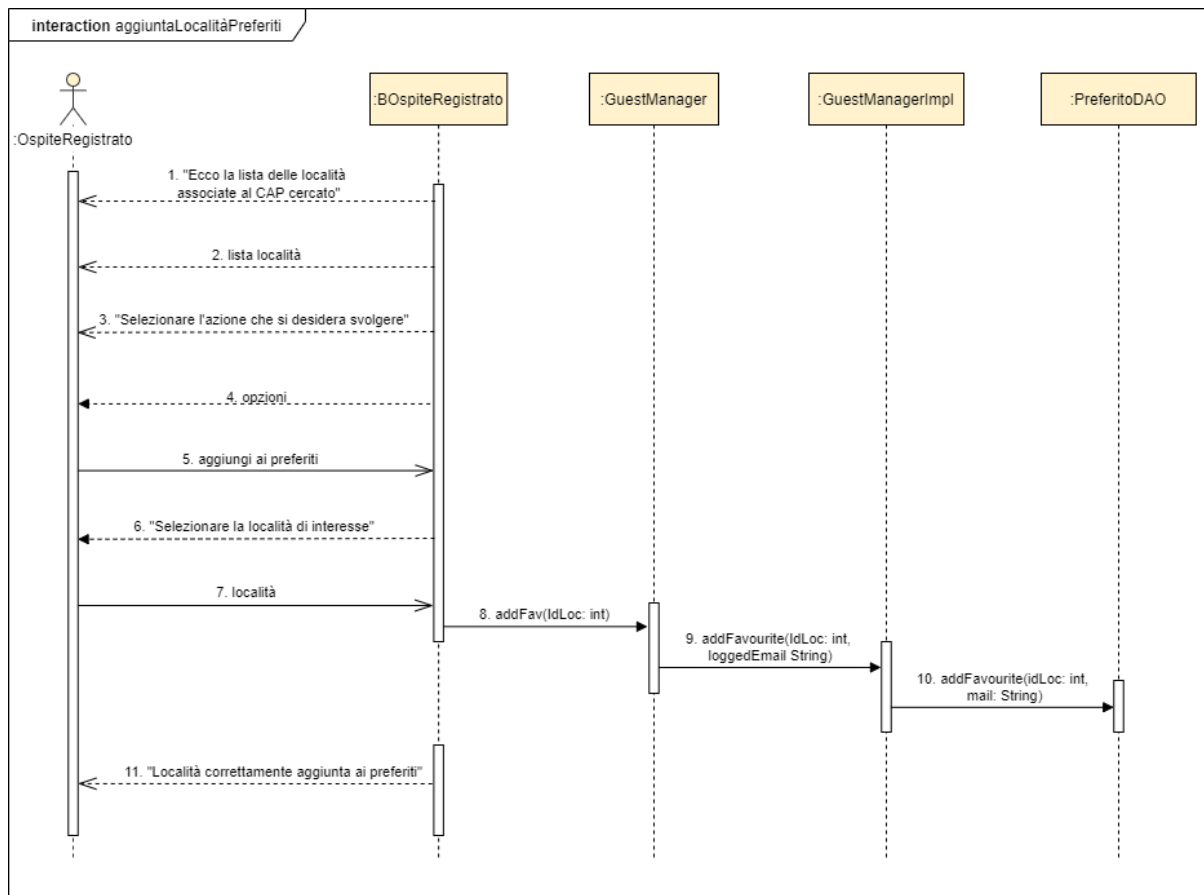 interaction aggiuntaLocalitàPreferiti
:OspiteRegistrato
:BOspiteRegistrato
:GuestManager
:GuestManagerImpl
:PreferitoDAO
1. "Ecco la lista delle località
associate al CAP cercato"
2. lista località
3. "Selezionare l'azione che si desidera svolgere"
4. opzioni
5. aggiungi ai preferiti
6. "Selezionare la località di interesse"
7. località
8. addFav(IdLoc: int)
9. addFavourite(IdLoc: int,
loggedEmail String)
10. addFavourite(idLoc: int,
mail: String)
11. "Località correttamente aggiunta ai preferiti"